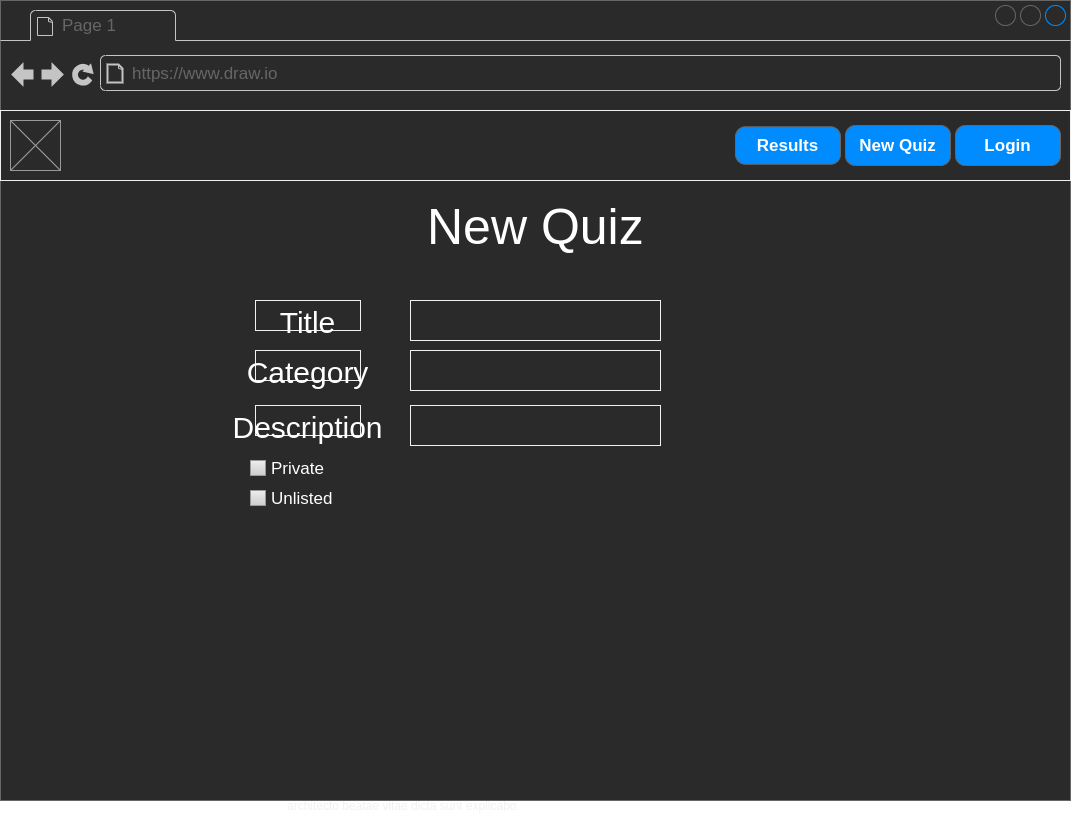 Page 1
https://www.draw.io
Results New Quiz Login
New Quiz
Title
Category
Description
Private
Unlisted
architecto beatae vitae dicta sunt explicabo.